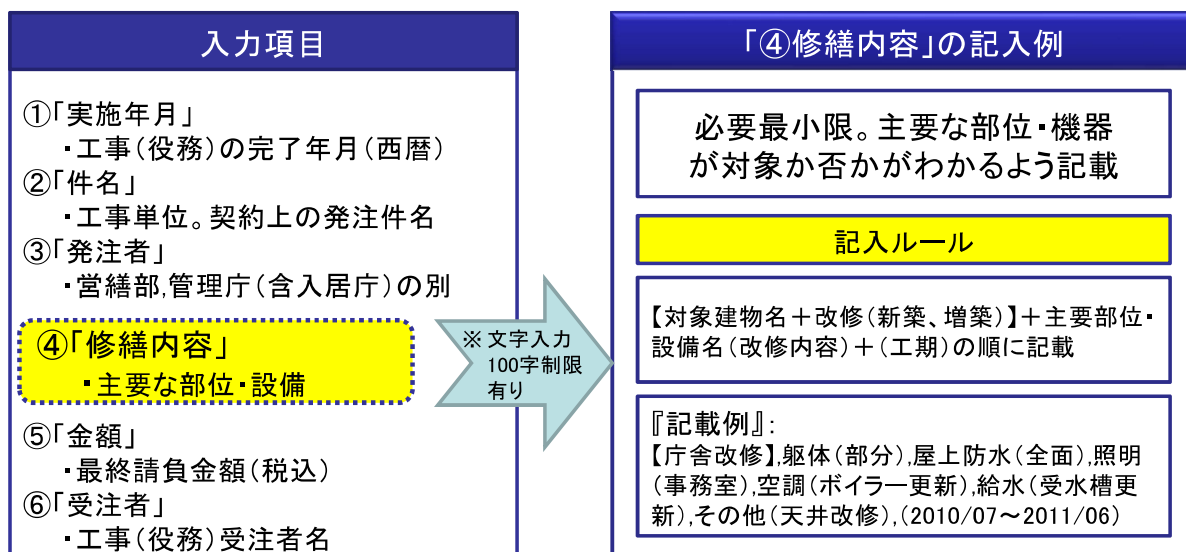 入力項目
①「実施年月」
・工事(役務)の完了年月(西暦)
②「件名」
・工事単位。契約上の発注件名
③「発注者」
・営繕部,管理庁(含入居庁)の別
④「修繕内容」
・主要な部位・設備
⑤「金額」
・最終請負金額(税込)
⑥「受注者」
・工事(役務)受注者名
※文字入力
100字制限
有り
「④修繕内容」の記入例
必要最小限。主要な部位・機器
が対象か否かがわかるよう記載
記入ルール
【対象建物名+改修(新築、増築)】+主要部位・
設備名(改修内容)+(工期)の順に記載
『記載例』:
【庁舎改修】,躯体(部分),屋上防水(全面),照明
(事務室),空調(ボイラー更新),給水(受水槽更
新),その他(天井改修),(2010/07~2011/06)